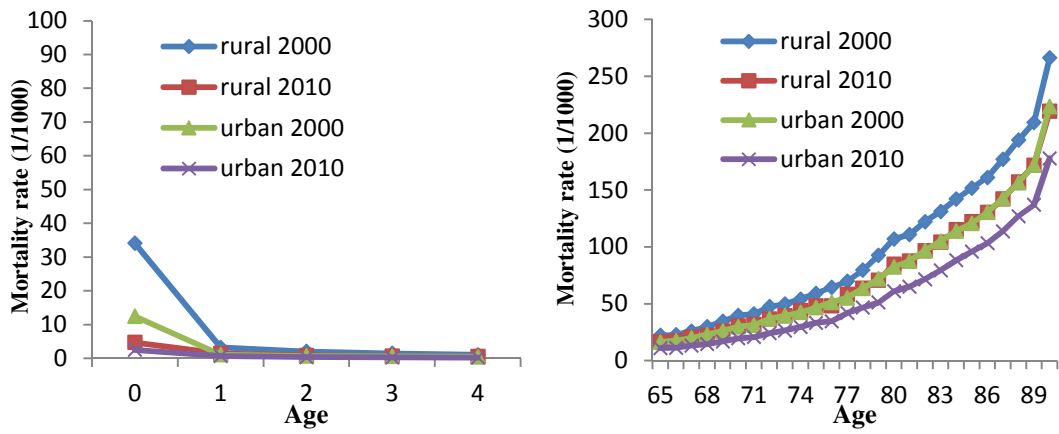 Mortality rate (1/1000)
100
90
80
70
60
50
40
30
20
10
0
rural 2000
rural 2010
urban 2000
urban 2010
0 1 2 3 4
Age
Mortality rate (1/1000)
300
250
200
150
100
50
0
rural 2000
rural 2010
urban 2000
urban 2010
65 68 71 74 77 80 83 86 89
Age